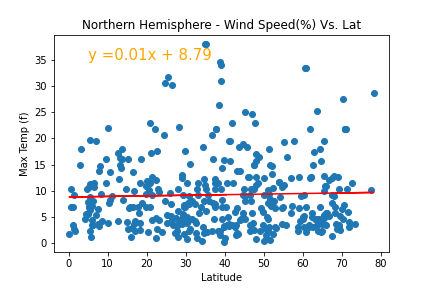 Northern Hemisphere - Wind Speed(%) Vs. Lat
y =0.01x + 8.79
Max Temp (f)
35
30
25
20
15
10
5
0
0 10 20 30 40 50 60 70 80
Latitude